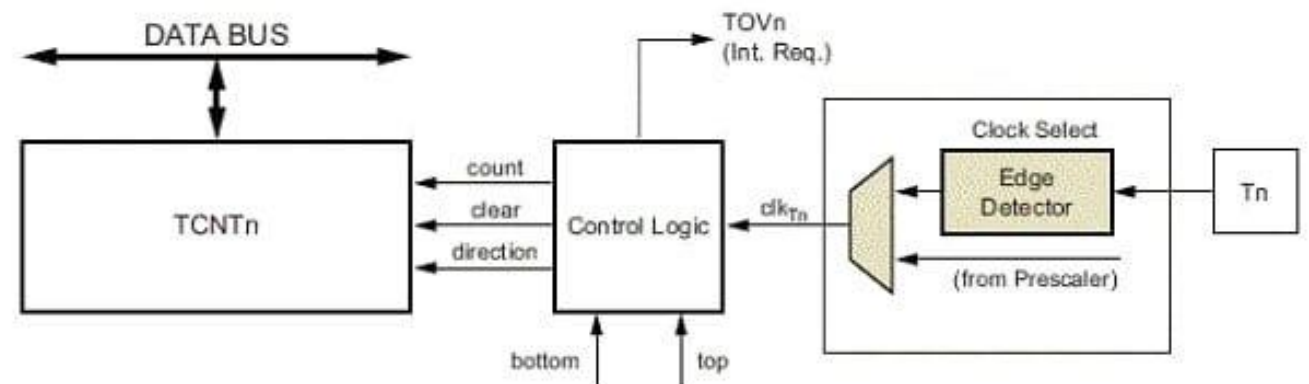 DATA BUS
TOVn
(Int. Req.)
Clock Select
TCNTn
count
clear
direction
Control Logic
clkTn
Edge
Detector
Tn
(from Prescaler)
bottom
top